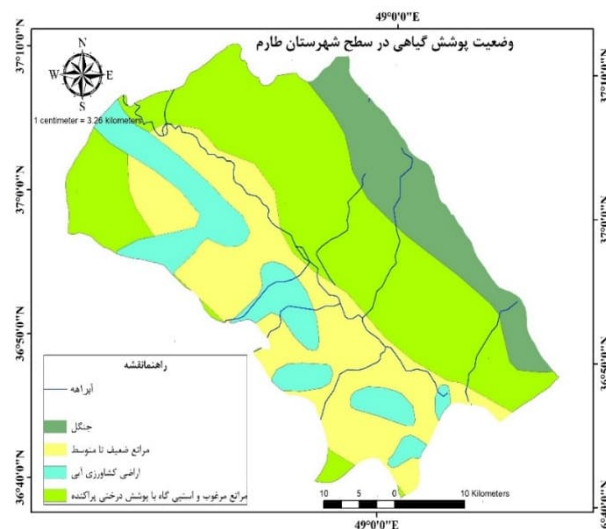 49°0'0"E
وضعیت پوشش گیاهی در سطح شهرستان طارم
N
W E
S
1 centimeter = 3.26 kilometers
37°10'0"N
37°0'0"N
36°50'0"N
36°40'0"N
راهنمانقشه
آبراهه
جنگل
مراتع ضعیف تا متوسط
اراضی کشاورزی آبی
مراتع مرغوب و استپی گاه با پوشش درختی پراکنده
10 5 0 10 Kilometers
49°0'0"E